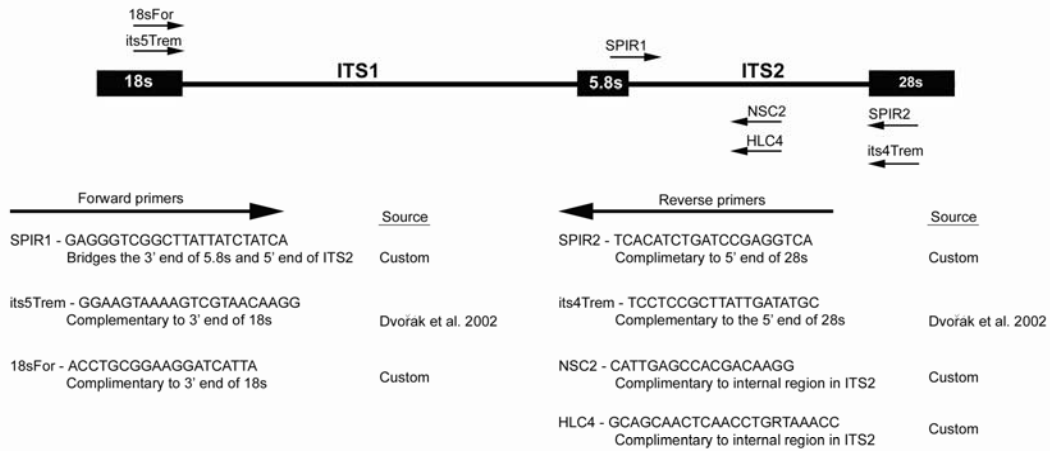 18sFor
its5Trem
SPIR1
ITS1
ITS2
18s
5.8s
28s
NSC2
SPIR2
HLC4
its4Trem
Forward primers
Source
SPIR1 - GAGGGTCGGCTTATTATCTATCA
Bridges the 3' end of 5.8s and 5' end of ITS2
Custom
its5Trem - GGAAGTAAAAGTCGTAACAAGG
Complementary to 3' end of 18s
Dvořak et al. 2002
18sFor - ACCTGCGGAAGGATCATTA
Complimentary to 3' end of 18s
Custom
Reverse primers
Source
SPIR2 - TCACATCTGATCCGAGGTCA
Complimetary to 5' end of 28s
Custom
its4Trem - TCCTCCGCTTATTGATATGC
Complementary to the 5' end of 28s
Dvořak et al. 2002
NSC2 - CATTGAGCCACGACAAGG
Complimentary to internal region in ITS2
Custom
HLC4 - GCAGCAACTCAACCTGRTAAACC
Complimentary to internal region in ITS2
Custom